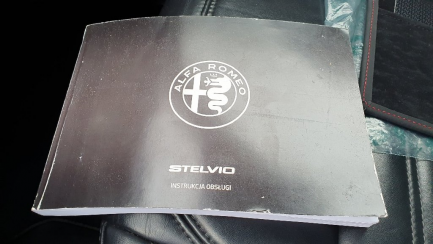 ALFA ROMEO
STELVIO
INSTRUKCJA OBSŁUGI